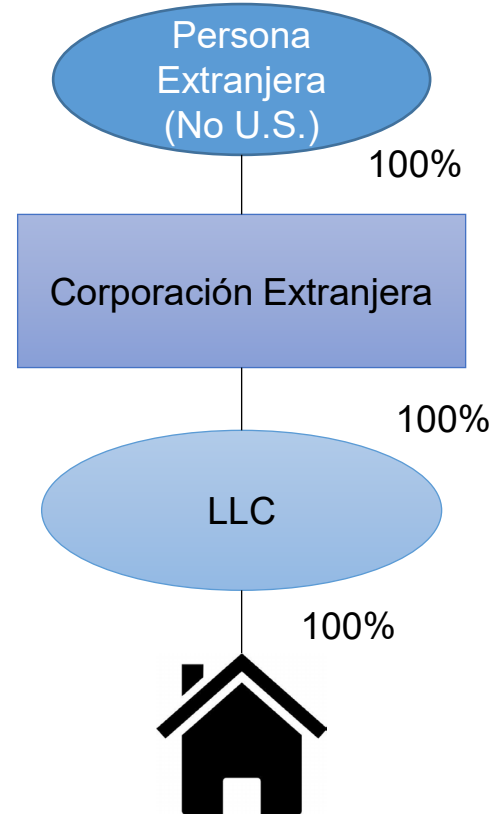 Persona
Extranjera
(No U.S.)
100%
Corporación Extranjera
100%
LLC
100%